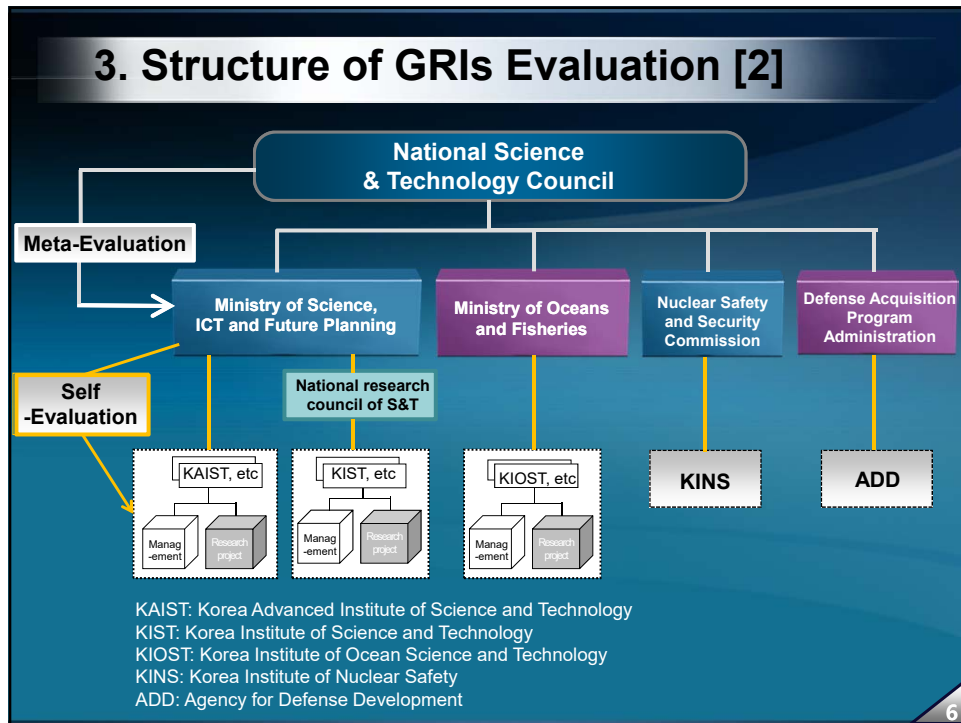 3. Structure of GRIs Evaluation [2]
National Science
& Technology Council
Meta-Evaluation
Ministry of Science,
ICT and Future Planning
Ministry of Oceans
and Fisheries
Nuclear Safety
and Security
Commission
Defense Acquisition
Program
Administration
Self
-Evaluation
National research
council of S&T
KAIST, etc
Manag
-ement
Research
project
KIST, etc
Manag
-ement
Research
project
KIOST, etc
Manag
-ement
Research
project
KINS
ADD
KAIST: Korea Advanced Institute of Science and Technology
KIST: Korea Institute of Science and Technology
KIOST: Korea Institute of Ocean Science and Technology
KINS: Korea Institute of Nuclear Safety
ADD: Agency for Defense Development
6